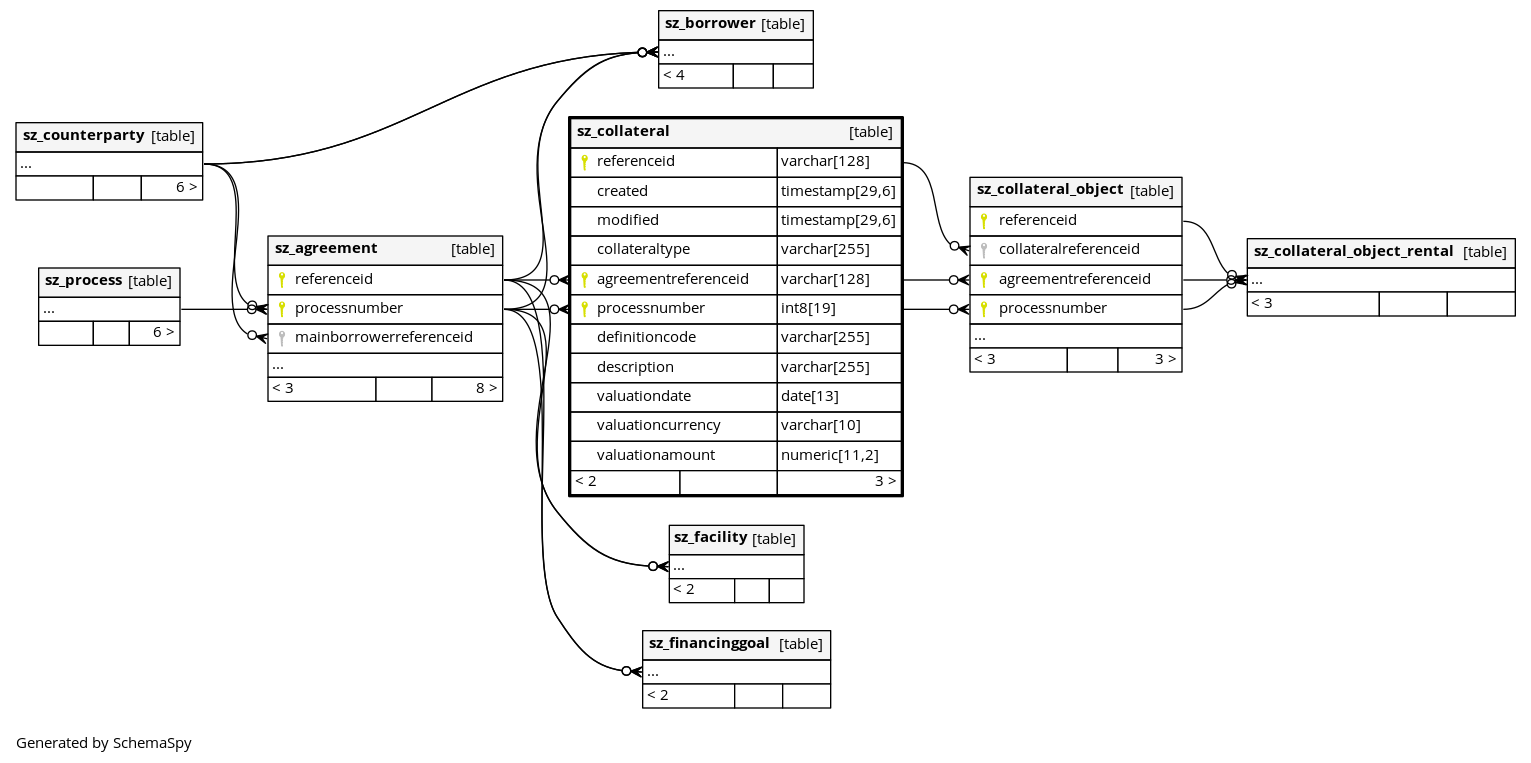 sz_borrower [table]
...
< 4
sz_counterparty [table]
...
6 >
sz_process [table]
...
6 >
sz_agreement [table]
referenceid
processnumber
mainborrowerreferenceid
...
< 3 8 >
sz_collateral [table]
referenceid varchar[128]
created timestamp[29,6]
modified timestamp[29,6]
collateraltype varchar[255]
agreementreferenceid varchar[128]
processnumber int8[19]
definitioncode varchar[255]
description varchar[255]
valuationdate date[13]
valuationcurrency varchar[10]
valuationamount numeric[11,2]
< 2 3 >
sz_collateral_object [table]
referenceid
collateralreferenceid
agreementreferenceid
processnumber
...
< 3 3 >
sz_collateral_object_rental [table]
...
< 3
sz_facility [table]
...
< 2
sz_financinggoal [table]
...
< 2
Generated by SchemaSpy